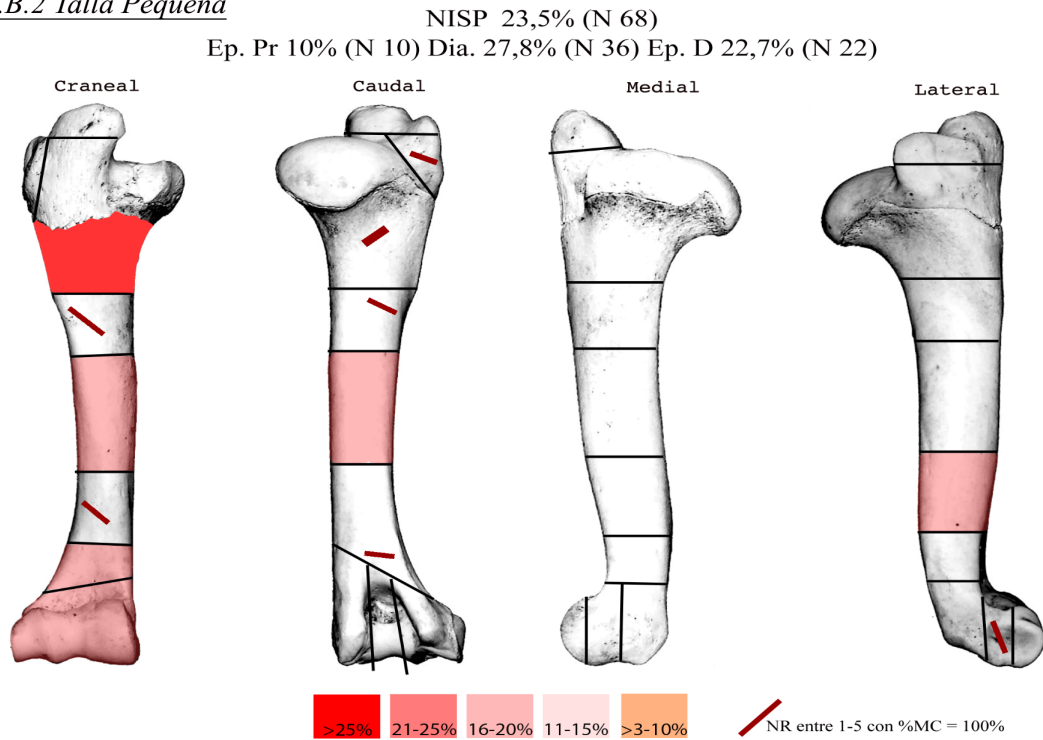 .B.2 Talla Pequeña
NISP 23,5% (N 68)
Ep. Pr 10% (N 10) Dia. 27,8% (N 36) Ep. D 22,7% (N 22)
Craneal Caudal Medial Lateral
>25% 21-25% 16-20% 11-15% >3-10% NR entre 1-5 con %MC = 100%